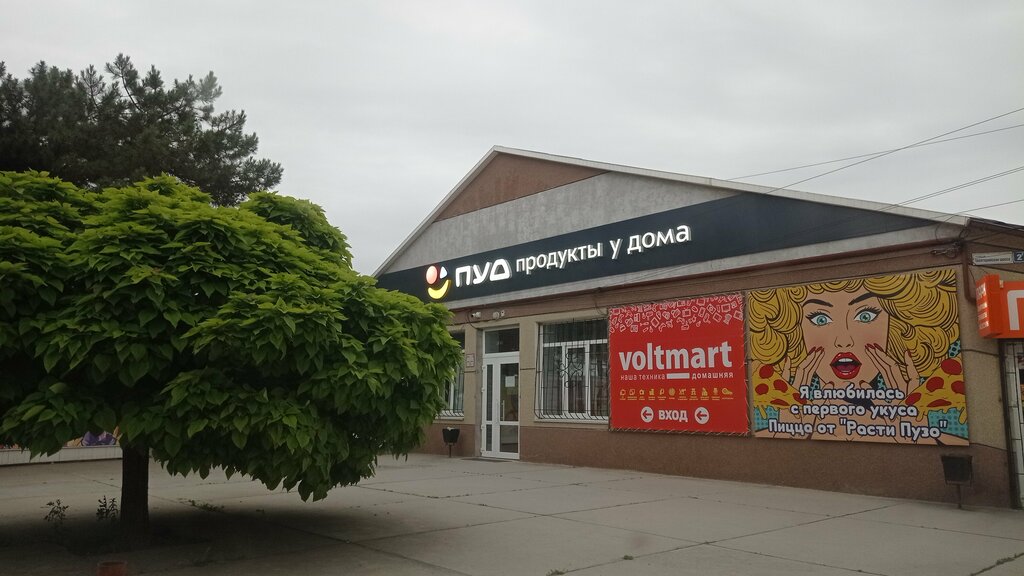 ПУД продукты у дома
voltmart
наша техника домашняя
ВХОД
Я влюбилась
с первого укуса
Пицца от "Расти Пузо"